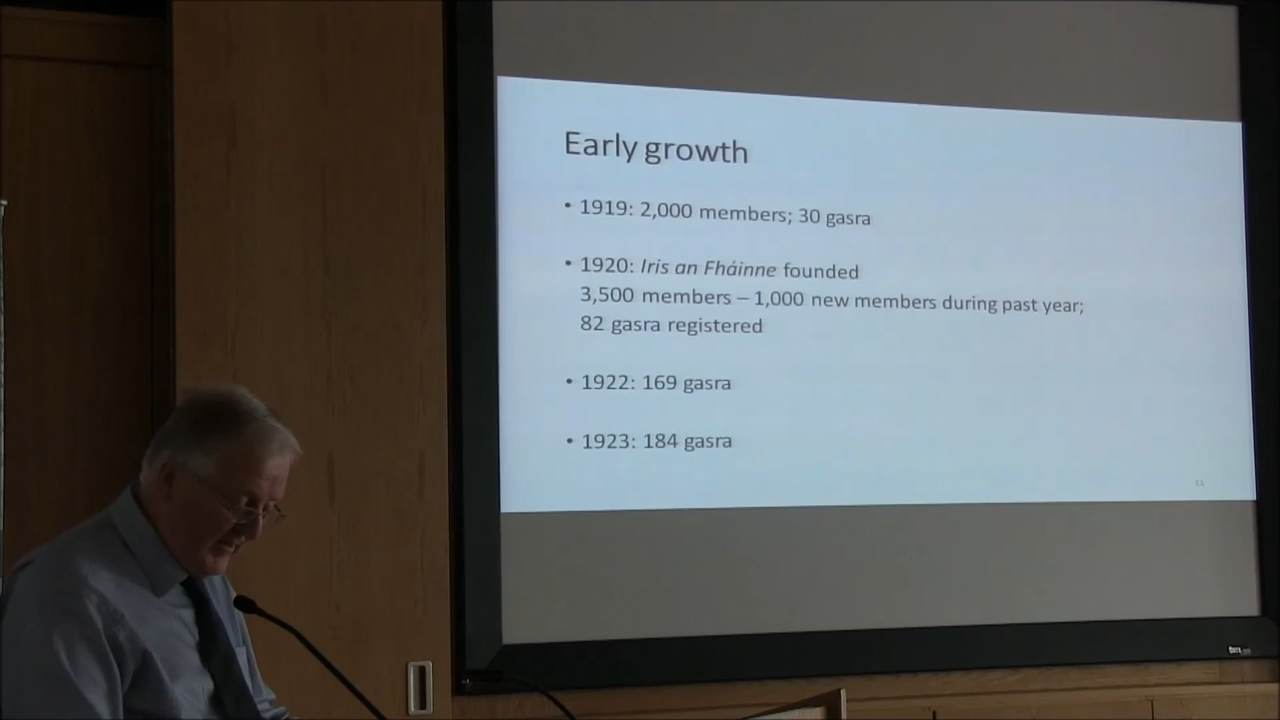 Early growth
• 1919: 2,000 members; 30 gasra
• 1920: Iris an Fháinne founded
3,500 members – 1,000 new members during past year;
82 gasra registered
• 1922: 169 gasra
• 1923: 184 gasra
11